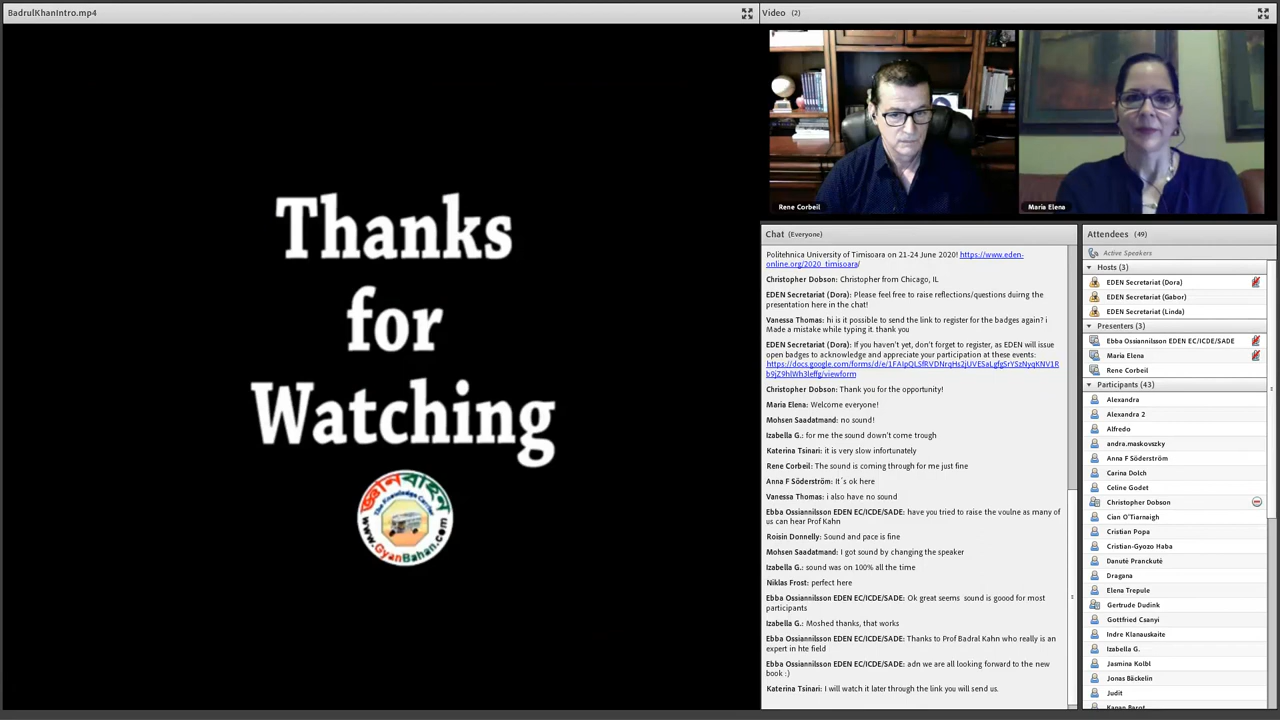 BadrulKhanIntro.mp4
Thanks
for
Watching
জ্ঞানবাহন
The Knowledge Carrier
www.GyanBahan.com
Video (2)
Rene Corbeil
Maria Elena
Chat (Everyone)
Politehnica University of Timisoara on 21-24 June 2020! https://www.eden-
online.org/2020_timisoara/
Christopher Dobson: Christopher from Chicago, IL
EDEN Secretariat (Dora): Please feel free to raise reflections/questions duirng the
presentation here in the chat!
Vanessa Thomas: hi is it possible to send the link to register for the badges again? i
Made a mistake while typing it. thank you
EDEN Secretariat (Dora): If you haven't yet, don't forget to register, as EDEN will issue
open badges to acknowledge and appreciate your participation at these events:
Christopher Dobson: Thank you for the opportunity!
Maria Elena: Welcome everyone!
Mohsen Saadatmand: no sound!
Izabella G.: for me the sound down't come trough
Katerina Tsinari: it is very slow infortunately
Rene Corbeil: The sound is coming through for me just fine
Anna F Söderström: It´s ok here
Vanessa Thomas: i also have no sound
Ebba Ossiannilsson EDEN EC/ICDE/SADE: have you tried to raise the voulne as many of
us can hear Prof Kahn
Roisin Donnelly: Sound and pace is fine
Mohsen Saadatmand: I got sound by changing the speaker
Izabella G.: sound was on 100% all the time
Niklas Frost: perfect here
Ebba Ossiannilsson EDEN EC/ICDE/SADE: Ok great seems sound is goood for most
participants
Izabella G.: Moshed thanks, that works
Ebba Ossiannilsson EDEN EC/ICDE/SADE: Thanks to Prof Badral Kahn who really is an
expert in hte field
Ebba Ossiannilsson EDEN EC/ICDE/SADE: adn we are all looking forward to the new
book :)
Katerina Tsinari: I will watch it later through the link you will send us.
Attendees (49)
Active Speakers
Hosts (3)
EDEN Secretariat (Dora)
EDEN Secretariat (Gabor)
EDEN Secretariat (Linda)
Presenters (3)
Ebba Ossiannilsson EDEN EC/ICDE/SADE
Maria Elena
Rene Corbeil
Participants (43)
Alexandra
Alexandra 2
Alfredo
andra.maskovszky
Anna F Söderström
Carina Dolch
Celine Godet
Christopher Dobson
Cian O'Tiarnaigh
Cristian Popa
Cristian-Gyozo Haba
Danutė Pranckutė
Dragana
Elena Trepule
Gertrude Dudink
Gottfried Csanyi
Indre Klanauskaite
Izabella G.
Jasmina Kolbl
Jonas Bäckelin
Judit